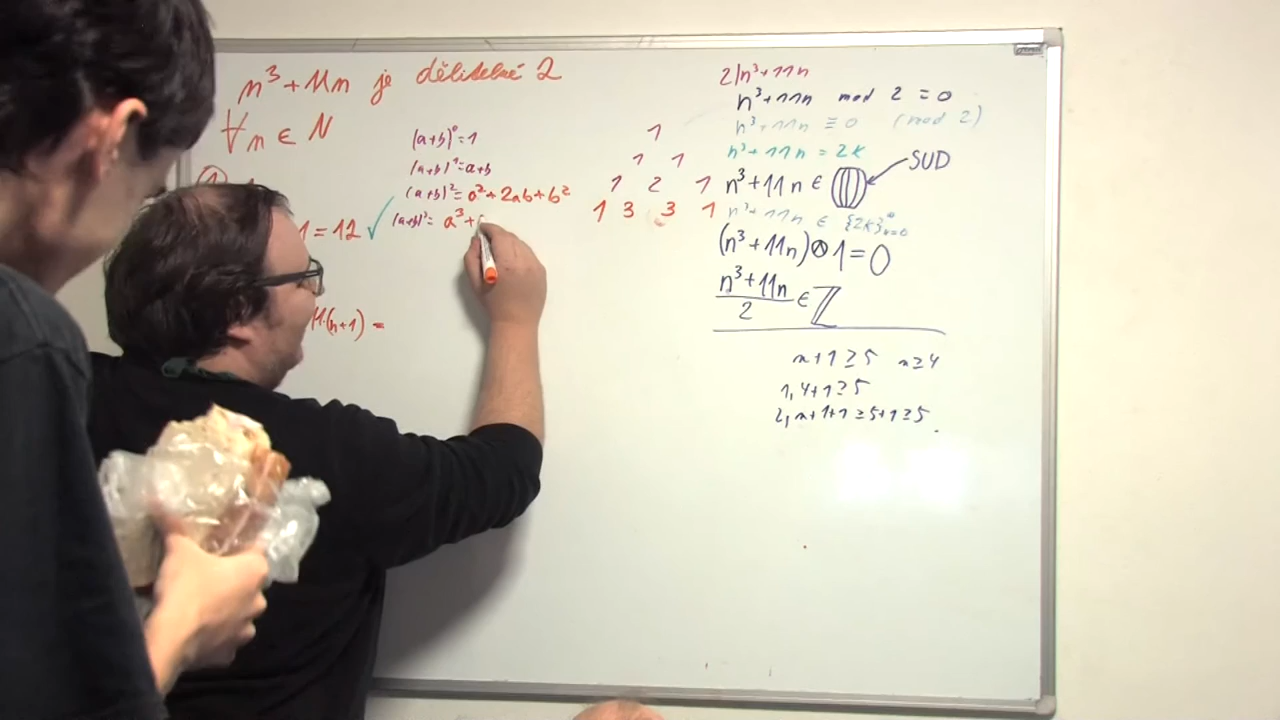 n³ + 11n je dělitelné 2
∀n ∈ N
1 = 12 ✓
11·(n+1) =
(a+b)⁰ = 1
(a+b)¹ = a+b
(a+b)² = a² + 2ab + b²
(a+b)³ = a³ +
1
1 1
1 2 1
1 3 3 1
2|n³+11n
n³+11n mod 2 = 0
n³+11n ≡ 0 (mod 2)
n³+11n = 2k
n³+11n ∈ SUD
n³+11n ∈ {2k}
(n³+11n) ⊗ 1 = 0
n³+11n
2 ∈ ℤ
n+1 ≥ 5 n ≥ 4
1, 4+1 ≥ 5
2, n+1+1 ≥ 5+1 ≥ 5